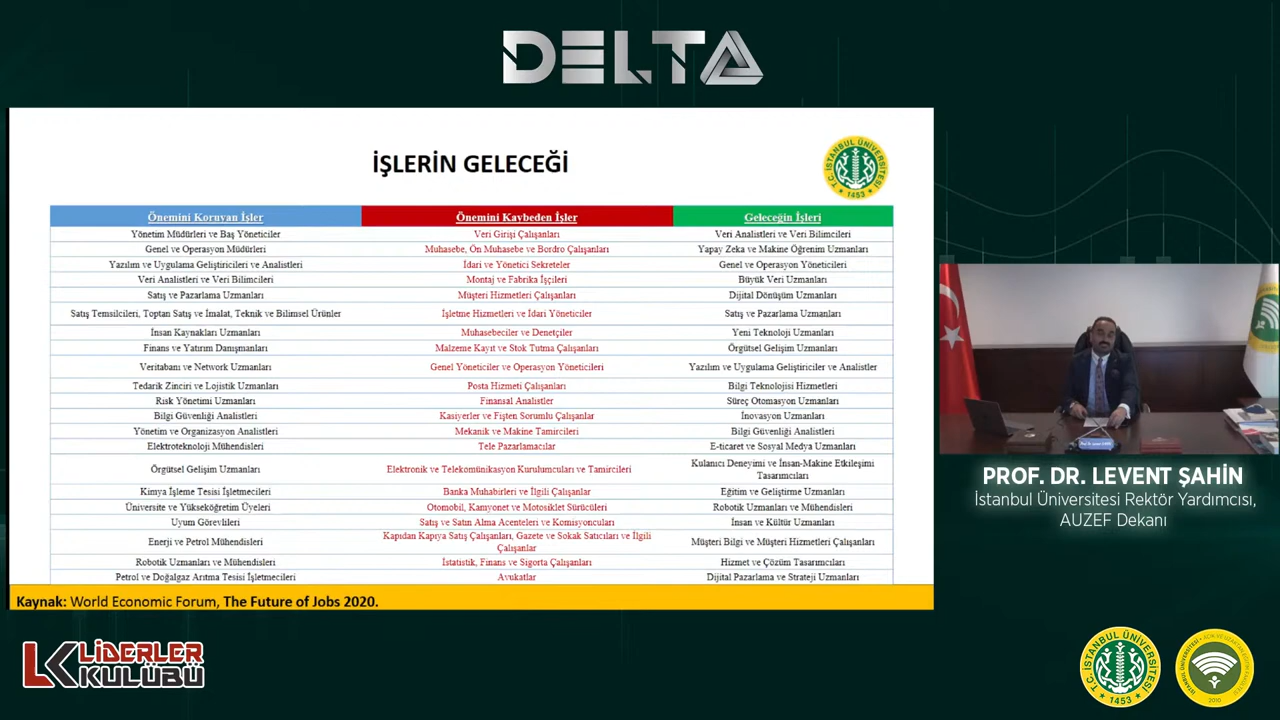 DELTA
İŞLERİN GELECEĞİ
T.C. İSTANBUL ÜNİVERSİTESİ
1453
Önemini Koruyan İşler Önemini Kaybeden İşler Geleceğin İşleri
Yönetim Müdürleri ve Baş Yöneticiler Veri Girişi Çalışanları Veri Analistleri ve Veri Bilimcileri
Genel ve Operasyon Müdürleri Muhasebe, Ön Muhasebe ve Bordro Çalışanları Yapay Zeka ve Makine Öğrenim Uzmanları
Yazılım ve Uygulama Geliştiricileri ve Analistleri İdari ve Yönetici Sekreteler Genel ve Operasyon Yöneticileri
Veri Analistleri ve Veri Bilimcileri Montaj ve Fabrika İşçileri Büyük Veri Uzmanları
Satış ve Pazarlama Uzmanları Müşteri Hizmetleri Çalışanları Dijital Dönüşüm Uzmanları
Satış Temsilcileri, Toptan Satış ve İmalat, Teknik ve Bilimsel Ürünler İşletme Hizmetleri ve İdari Yöneticiler Satış ve Pazarlama Uzmanları
İnsan Kaynakları Uzmanları Muhasebeciler ve Denetçiler Yeni Teknoloji Uzmanları
Finans ve Yatırım Danışmanları Malzeme Kayıt ve Stok Tutma Çalışanları Örgütsel Gelişim Uzmanları
Veritabanı ve Network Uzmanları Genel Yöneticiler ve Operasyon Yöneticileri Yazılım ve Uygulama Geliştiriciler ve Analistler
Tedarik Zinciri ve Lojistik Uzmanları Posta Hizmeti Çalışanları Bilgi Teknolojisi Hizmetleri
Risk Yönetimi Uzmanları Finansal Analistler Süreç Otomasyon Uzmanları
Bilgi Güvenliği Analistleri Kasiyerler ve Fişten Sorumlu Çalışanlar İnovasyon Uzmanları
Yönetim ve Organizasyon Analistleri Mekanik ve Makine Tamircileri Bilgi Güvenliği Analistleri
Elektroteknoloji Mühendisleri Tele Pazarlamacılar E-ticaret ve Sosyal Medya Uzmanları
Örgütsel Gelişim Uzmanları Elektronik ve Telekomünikasyon Kurulumcuları ve Tamircileri Kulanıcı Deneyimi ve İnsan-Makine Etkileşimi
Tasarımcıları
Kimya İşleme Tesisi İşletmecileri Banka Muhabirleri ve İlgili Çalışanlar Eğitim ve Geliştirme Uzmanları
Üniversite ve Yükseköğretim Üyeleri Otomobil, Kamyonet ve Motosiklet Sürücüleri Robotik Uzmanları ve Mühendisleri
Uyum Görevlileri Satış ve Satın Alma Acenteleri ve Komisyoncuları İnsan ve Kültür Uzmanları
Enerji ve Petrol Mühendisleri Kapıdan Kapıya Satış Çalışanları, Gazete ve Sokak Satıcıları ve İlgili Müşteri Bilgi ve Müşteri Hizmetleri Çalışanları
Çalışanlar
Robotik Uzmanları ve Mühendisleri İstatistik, Finans ve Sigorta Çalışanları Hizmet ve Çözüm Tasarımcıları
Petrol ve Doğalgaz Arıtma Tesisi İşletmecileri Avukatlar Dijital Pazarlama ve Strateji Uzmanları
Kaynak: World Economic Forum, The Future of Jobs 2020.
PROF. DR. LEVENT ŞAHİN
İstanbul Üniversitesi Rektör Yardımcısı,
AUZEF Dekanı
LK LİDERLER
KULÜBÜ
T.C. İSTANBUL ÜNİVERSİTESİ
1453
2010